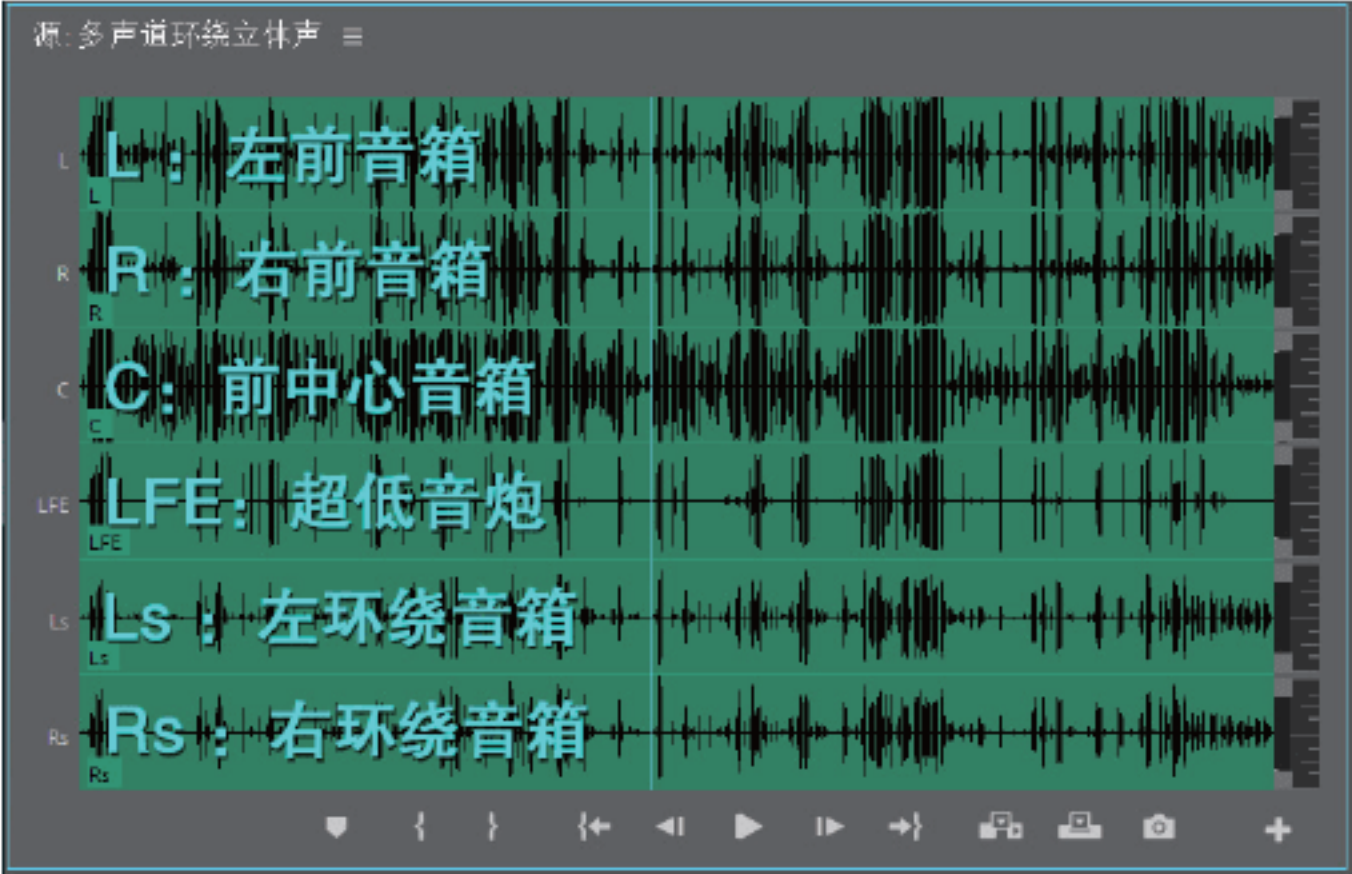 源:多声道环绕立体声
L
L：左前音箱
L
R
R：右前音箱
R
C
C：前中心音箱
C
LFE
LFE：超低音炮
LFE
Ls
Ls：左环绕音箱
Ls
Rs
Rs：右环绕音箱
Rs